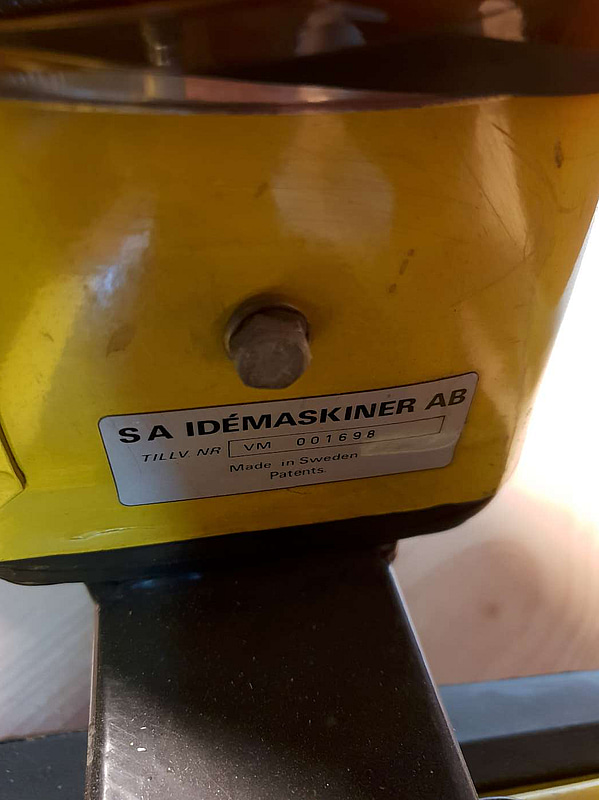 S A IDÉMASKINER AB
TILLV. NR VM 001698
Made in Sweden
Patents.